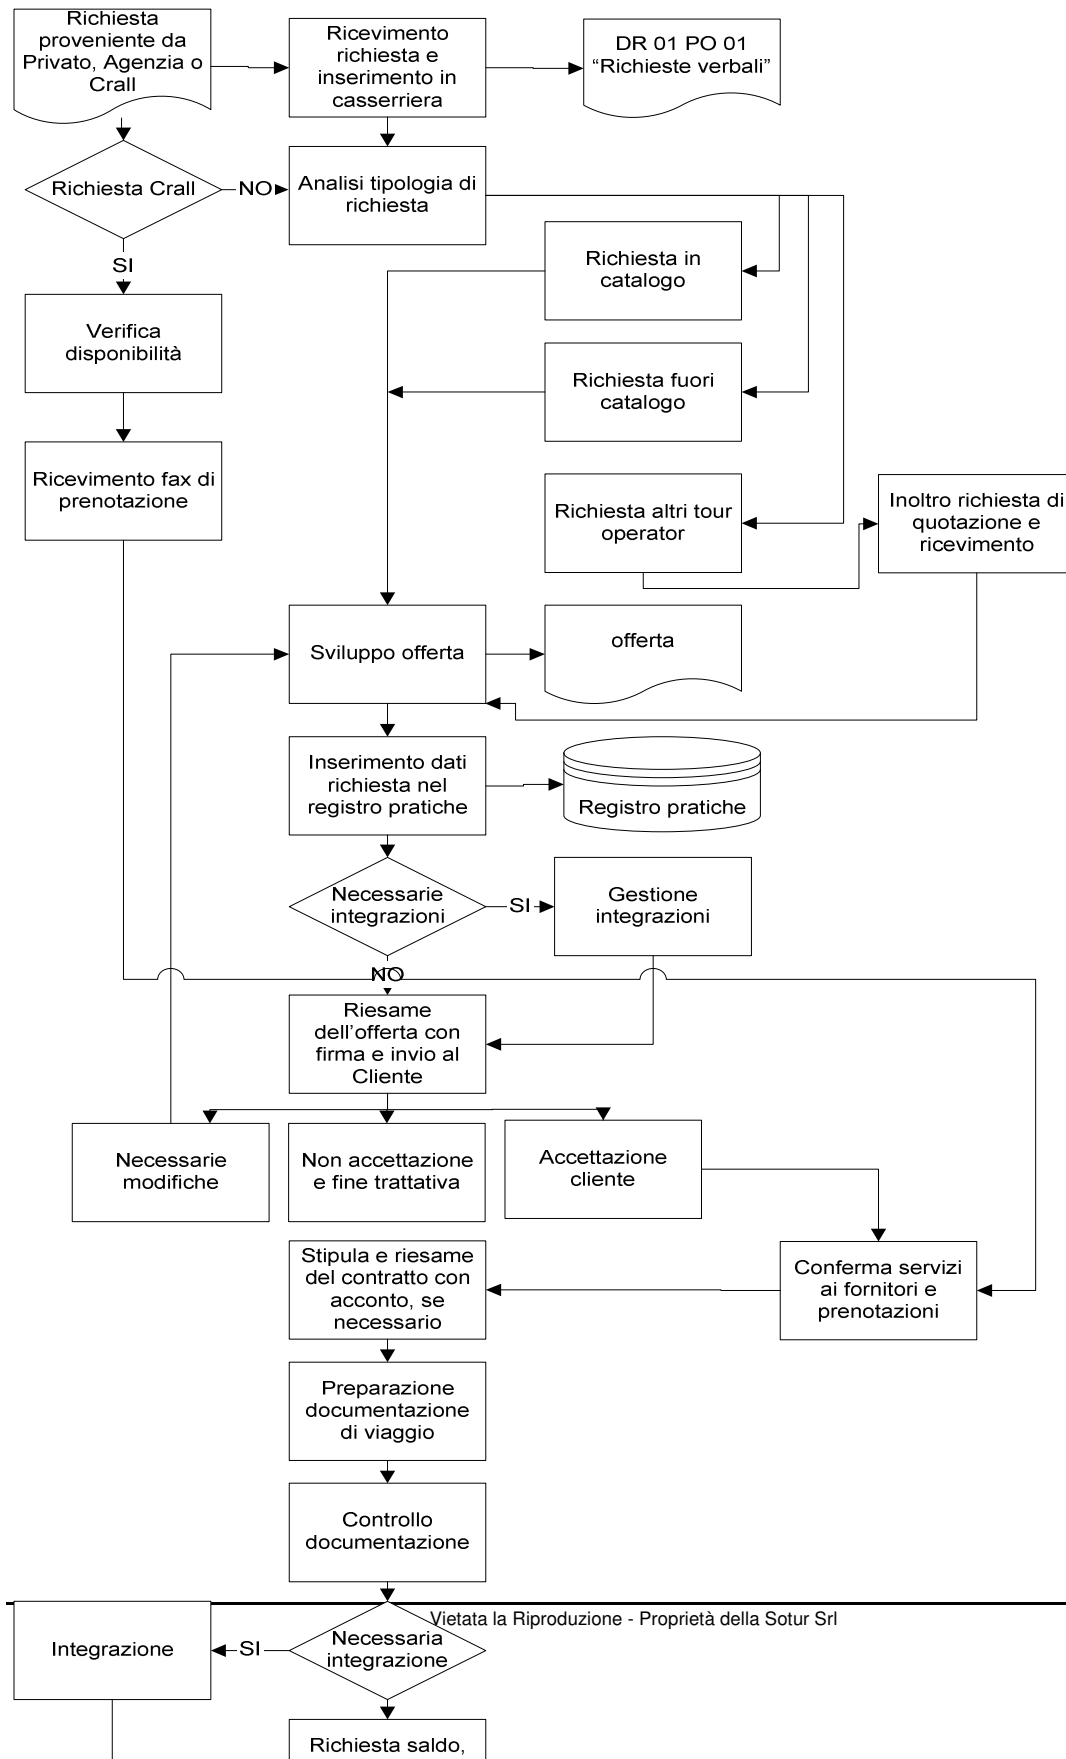 Richiesta
proveniente da
Privato, Agenzia o
Crall
Ricevimento
richiesta e
inserimento in
casserriera
DR 01 PO 01
“Richieste verbali”
Richiesta Crall
NO
Analisi tipologia di
richiesta
SI
Richiesta in
catalogo
Verifica
disponibilità
Richiesta fuori
catalogo
Ricevimento fax di
prenotazione
Richiesta altri tour
operator
Inoltro richiesta di
quotazione e
ricevimento
Sviluppo offerta
offerta
Inserimento dati
richiesta nel
registro pratiche
Registro pratiche
Necessarie
integrazioni
SI
Gestione
integrazioni
NO
Riesame
dell’offerta con
firma e invio al
Cliente
Necessarie
modifiche
Non accettazione
e fine trattativa
Accettazione
cliente
Stipula e riesame
del contratto con
acconto, se
necessario
Conferma servizi
ai fornitori e
prenotazioni
Preparazione
documentazione
di viaggio
Controllo
documentazione
Vietata la Riproduzione - Proprietà della Sotur Srl
Integrazione
SI
Necessaria
integrazione
Richiesta saldo,